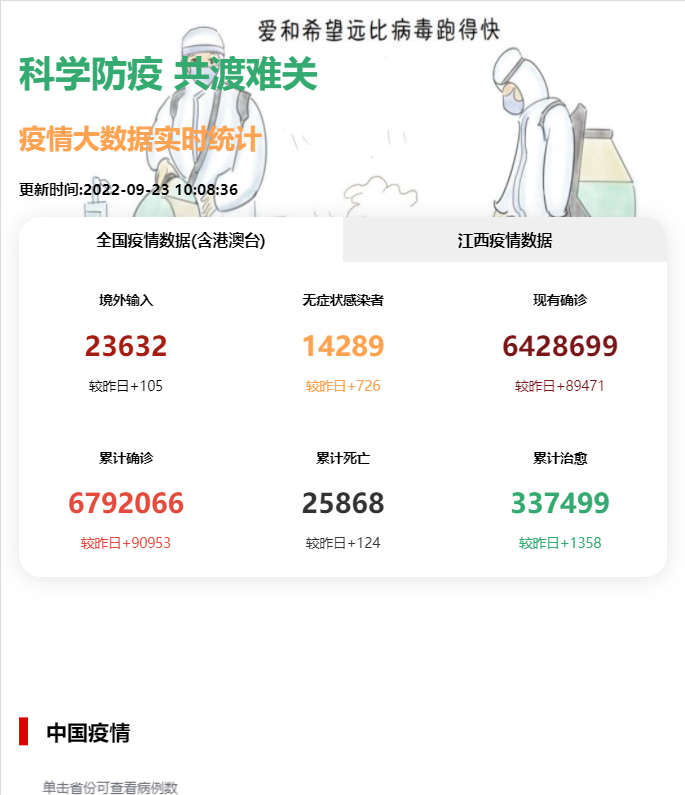 爱和希望远比病毒跑得快
科学防疫 共渡难关
疫情大数据实时统计
更新时间:2022-09-23 10:08:36
全国疫情数据(含港澳台) 江西疫情数据
境外输入 无症状感染者 现有确诊
23632 14289 6428699
较昨日+105 较昨日+726 较昨日+89471
累计确诊 累计死亡 累计治愈
6792066 25868 337499
较昨日+90953 较昨日+124 较昨日+1358
中国疫情
单击省份可查看病例数